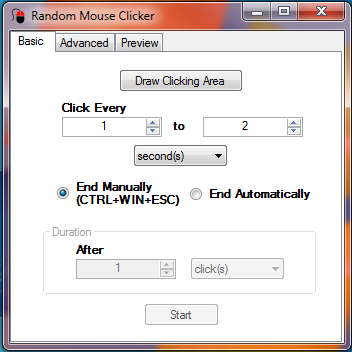 Random Mouse Clicker
Basic Advanced Preview
Draw Clicking Area
Click Every
1 to 2
second(s)
End Manually
(CTRL+WIN+ESC)
End Automatically
Duration
After
1 click(s)
Start